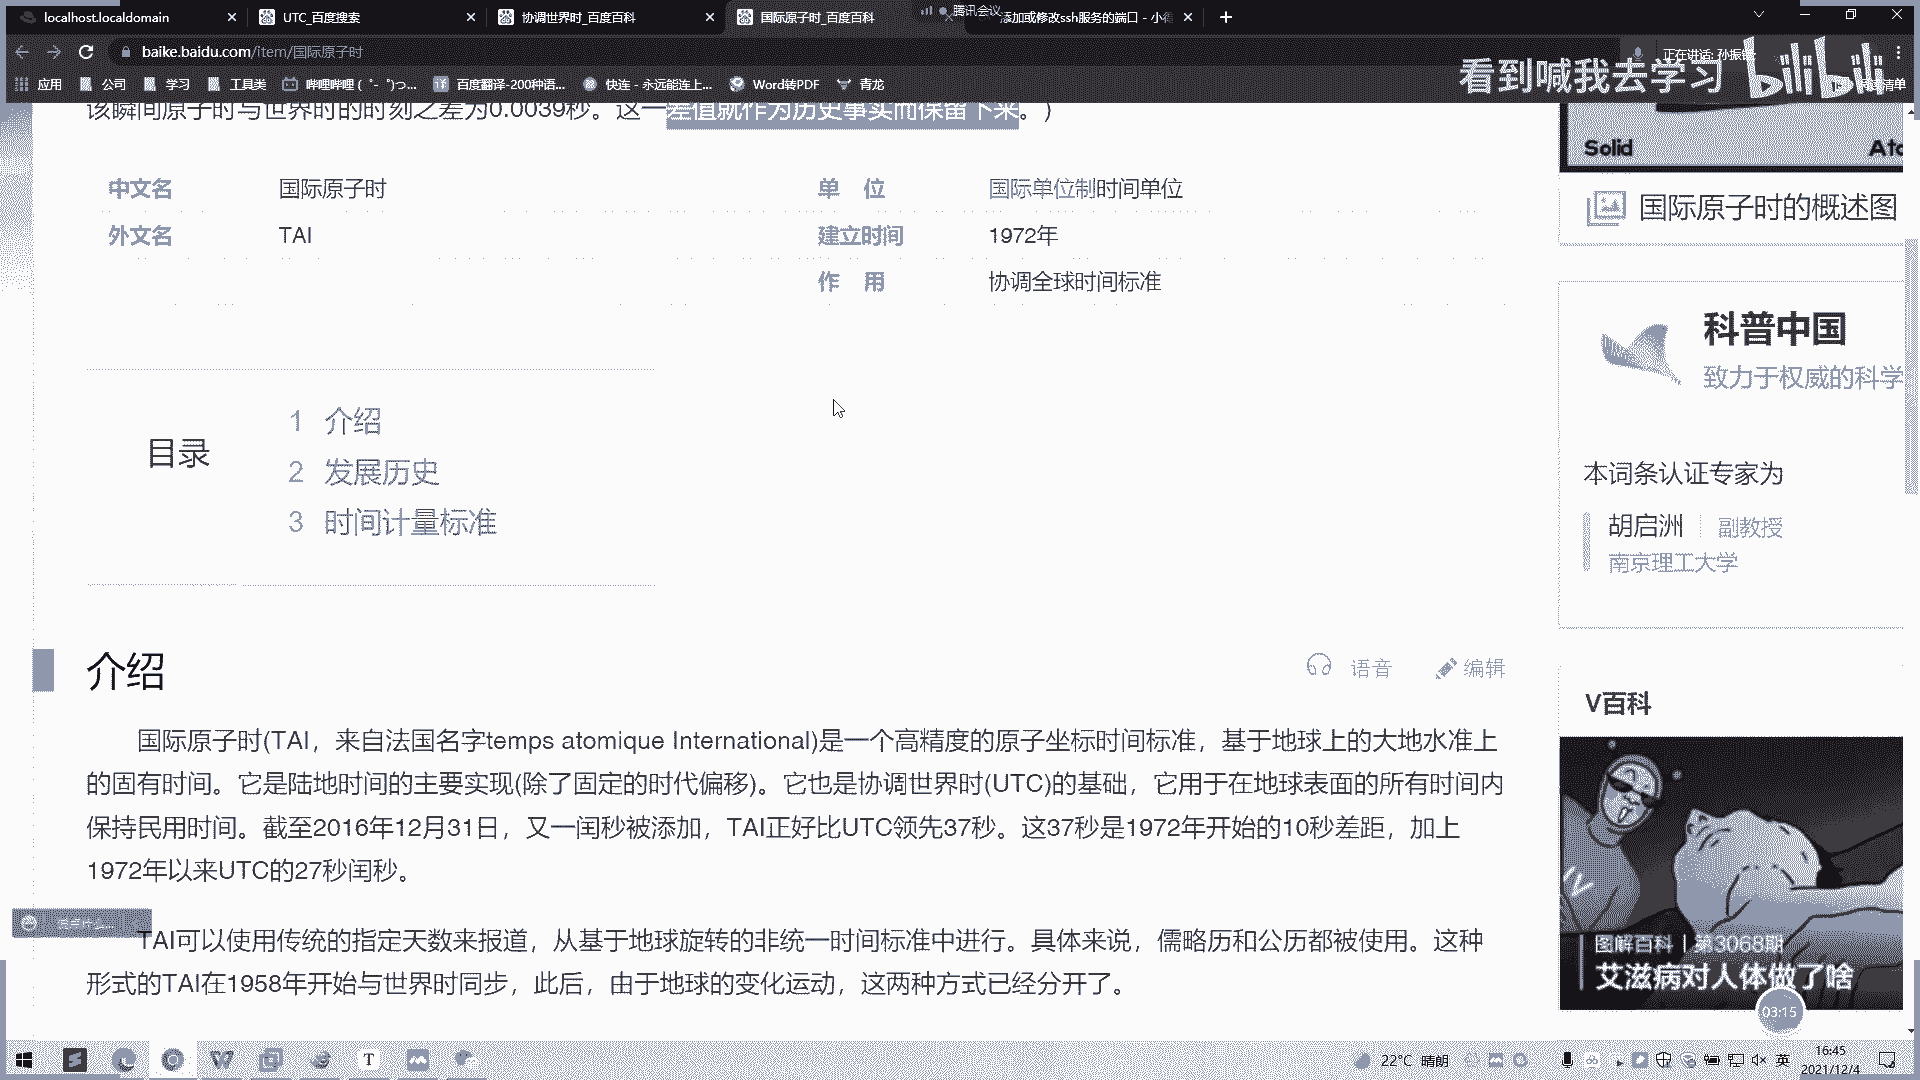 localhost.localdomain
UTC_百度搜索
协调世界时_百度百科
国际原子时_百度百科
腾讯会议
添加或修改ssh服务的端口 - 小
baike.baidu.com/item/国际原子时
正在讲话: 孙振
看到喊我去学习 bilibili
应用
公司
学习
工具类
哔哩哔哩 ( ゜- ゜)つ...
百度翻译-200种语...
快连 - 永远能连上...
Word转PDF
青龙
清单
该瞬间原子时与世界时的时刻之差为0.0039秒。这一差值就作为历史事实而保留下来。)
中文名 国际原子时
单 位 国际单位制时间单位
外文名 TAI
建立时间 1972年
作 用 协调全球时间标准
目录
1 介绍
2 发展历史
3 时间计量标准
介绍
语音
编辑
国际原子时(TAI，来自法国名字temps atomique International)是一个高精度的原子坐标时间标准，基于地球上的大地水准上
的固有时间。它是陆地时间的主要实现(除了固定的时代偏移)。它也是协调世界时(UTC)的基础，它用于在地球表面的所有时间内
保持民用时间。截至2016年12月31日，又一闰秒被添加，TAI正好比UTC领先37秒。这37秒是1972年开始的10秒差距，加上
1972年以来UTC的27秒闰秒。
TAI可以使用传统的指定天数来报道，从基于地球旋转的非统一时间标准中进行。具体来说，儒略历和公历都被使用。这种
形式的TAI在1958年开始与世界时同步，此后，由于地球的变化运动，这两种方式已经分开了。
Solid
国际原子时的概述图
科普中国
致力于权威的科学
本词条认证专家为
胡启洲 副教授
南京理工大学
V百科
图解百科 | 第3068期
艾滋病对人体做了啥
03:15
22°C 晴朗
英
16:45
2021/12/4